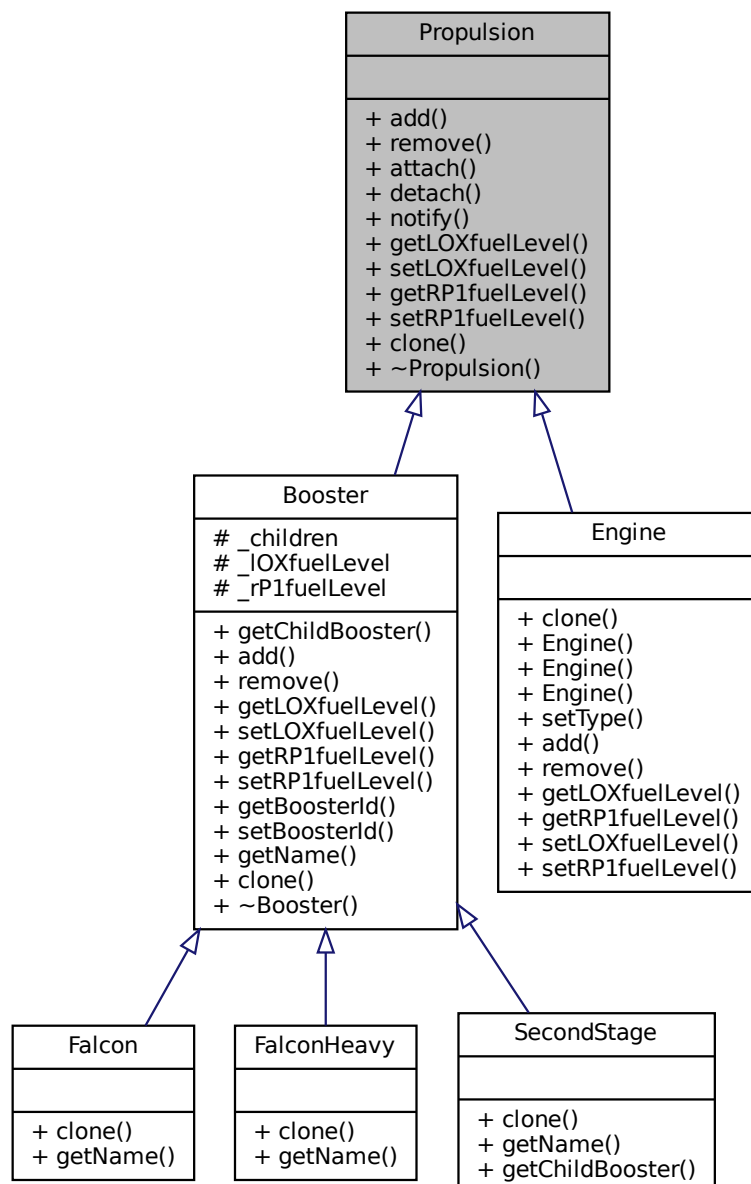 Propulsion
+ add()
+ remove()
+ attach()
+ detach()
+ notify()
+ getLOXfuelLevel()
+ setLOXfuelLevel()
+ getRP1fuelLevel()
+ setRP1fuelLevel()
+ clone()
+ ~Propulsion()
Booster
# _children
# _lOXfuelLevel
# _rP1fuelLevel
+ getChildBooster()
+ add()
+ remove()
+ getLOXfuelLevel()
+ setLOXfuelLevel()
+ getRP1fuelLevel()
+ setRP1fuelLevel()
+ getBoosterId()
+ setBoosterId()
+ getName()
+ clone()
+ ~Booster()
Engine
+ clone()
+ Engine()
+ Engine()
+ Engine()
+ setType()
+ add()
+ remove()
+ getLOXfuelLevel()
+ getRP1fuelLevel()
+ setLOXfuelLevel()
+ setRP1fuelLevel()
Falcon
+ clone()
+ getName()
FalconHeavy
+ clone()
+ getName()
SecondStage
+ clone()
+ getName()
+ getChildBooster()